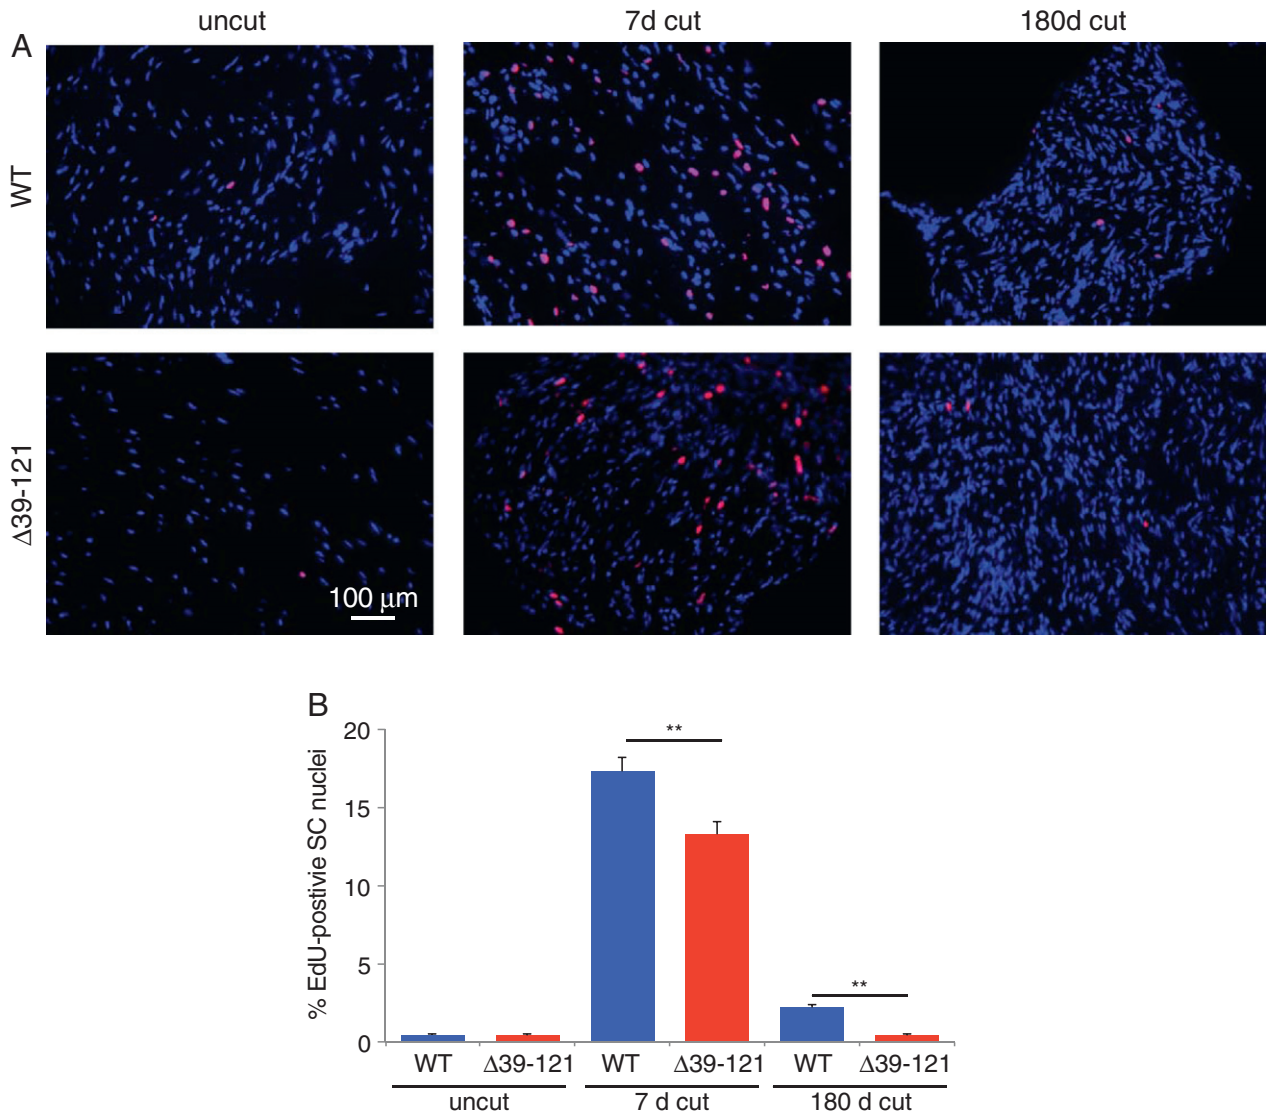 uncut 7d cut 180d cut
A
WT
Δ39-121
100 μm
B
% EdU-postivie SC nuclei
20
15
10
5
0
**
**
WT Δ39-121 WT Δ39-121 WT Δ39-121
uncut 7 d cut 180 d cut